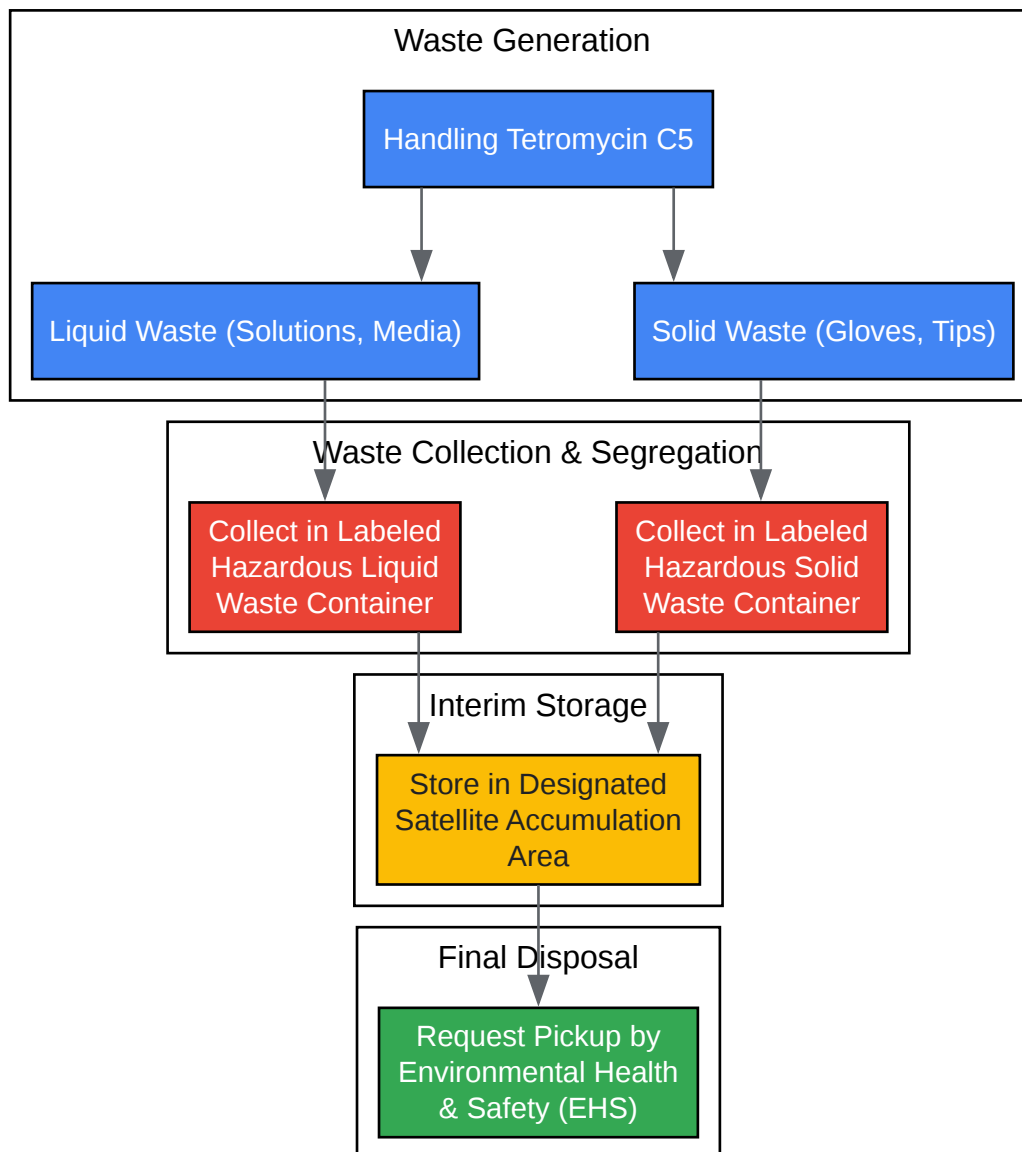 Waste Generation
Handling Tetromycin C5
Liquid Waste (Solutions, Media)
Solid Waste (Gloves, Tips)
Waste Collection & Segregation
Collect in Labeled
Hazardous Liquid
Waste Container
Collect in Labeled
Hazardous Solid
Waste Container
Interim Storage
Store in Designated
Satellite Accumulation
Area
Final Disposal
Request Pickup by
Environmental Health
& Safety (EHS)